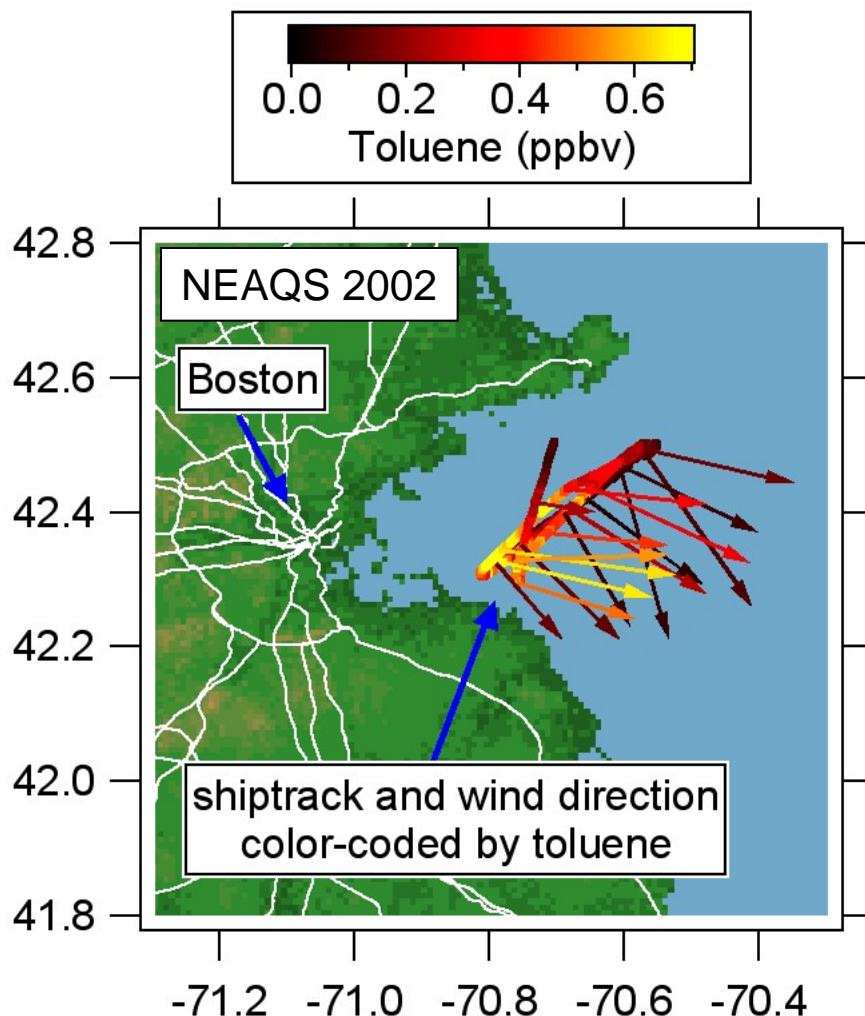 0.0 0.2 0.4 0.6
Toluene (ppbv)
42.8
NEAQS 2002
42.6
Boston
42.4
42.2
42.0
shiptrack and wind direction
color-coded by toluene
41.8
-71.2 -71.0 -70.8 -70.6 -70.4